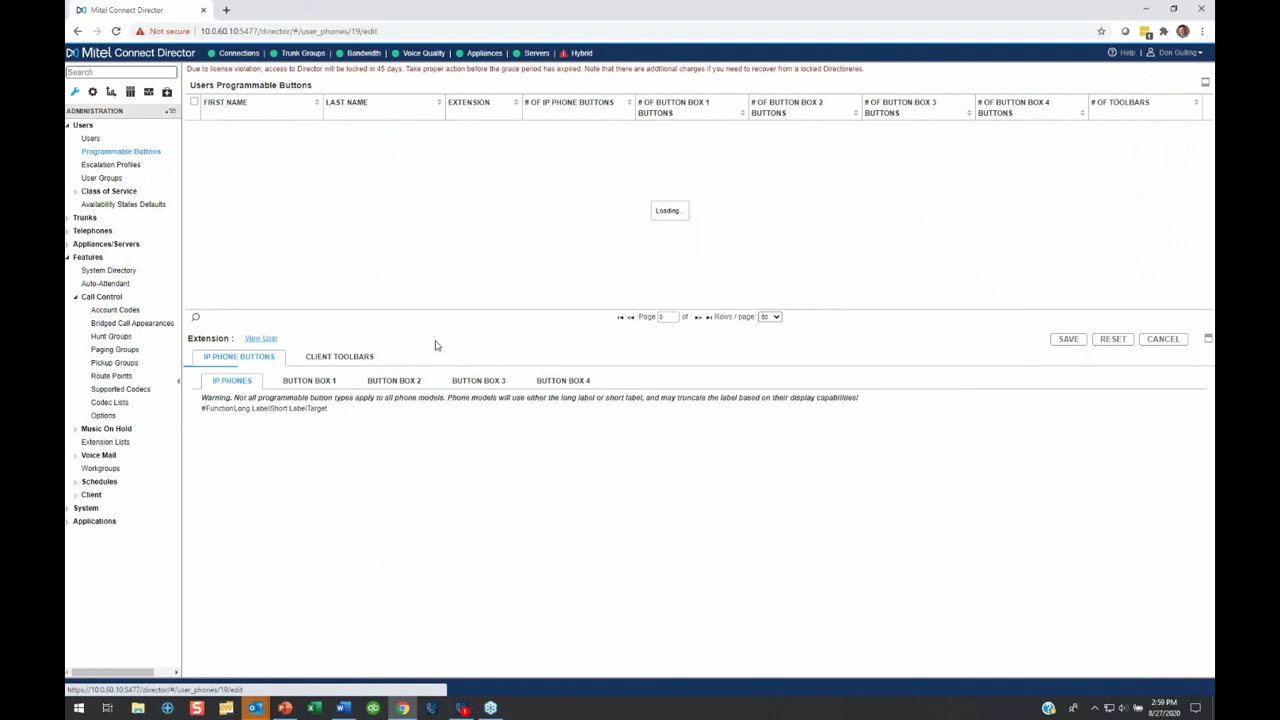 Mitel Connect Director
Not secure
10.0.60.10:5477/director/#/user_phones/19/edit
Mitel Connect Director
Connections
Trunk Groups
Bandwidth
Voice Quality
Appliances
Servers
Hybrid
Help
Don Gulling
Search
Due to license violation, access to Director will be locked in 45 days. Take proper action before the grace period has expired. Note that there are additional charges if you need to recover from a locked Directoreres.
ADMINISTRATION
Users
Users
Programmable Buttons
Escalation Profiles
User Groups
Class of Service
Availability States Defaults
Trunks
Telephones
Appliances/Servers
Features
System Directory
Auto-Attendant
Call Control
Account Codes
Bridged Call Appearances
Hunt Groups
Paging Groups
Pickup Groups
Route Points
Supported Codecs
Codec Lists
Options
Music On Hold
Extension Lists
Voice Mail
Workgroups
Schedules
Client
System
Applications
Users Programmable Buttons
FIRST NAME
LAST NAME
EXTENSION
# OF IP PHONE BUTTONS
# OF BUTTON BOX 1
BUTTONS
# OF BUTTON BOX 2
BUTTONS
# OF BUTTON BOX 3
BUTTONS
# OF BUTTON BOX 4
BUTTONS
# OF TOOLBARS
Loading...
Page 0 of
Rows / page: 50
Extension : View User
SAVE
RESET
CANCEL
IP PHONE BUTTONS
CLIENT TOOLBARS
IP PHONES
BUTTON BOX 1
BUTTON BOX 2
BUTTON BOX 3
BUTTON BOX 4
Warning. Not all programmable button types apply to all phone models. Phone models will use either the long label or short label, and may truncate the label based on their display capabilities!
#FunctionLong LabelShort LabelTarget
https://10.0.60.10:5477/director/#/user_phones/19/edit
2:59 PM
8/27/2020